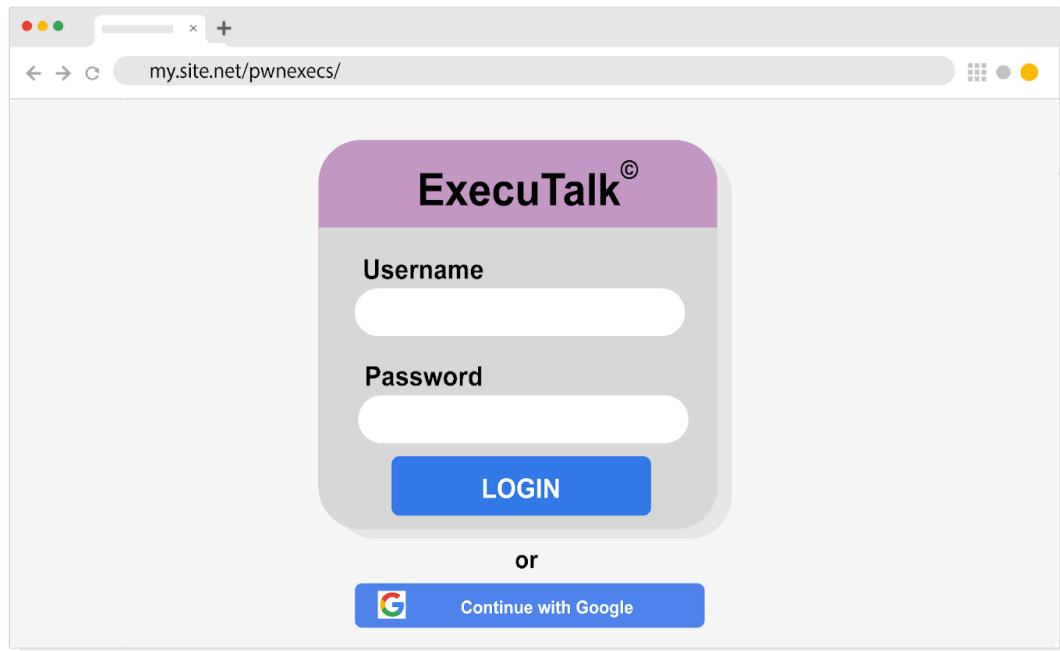 my.site.net/pwnexecs/
ExecuTalk©
Username
Password
LOGIN
or
Continue with Google